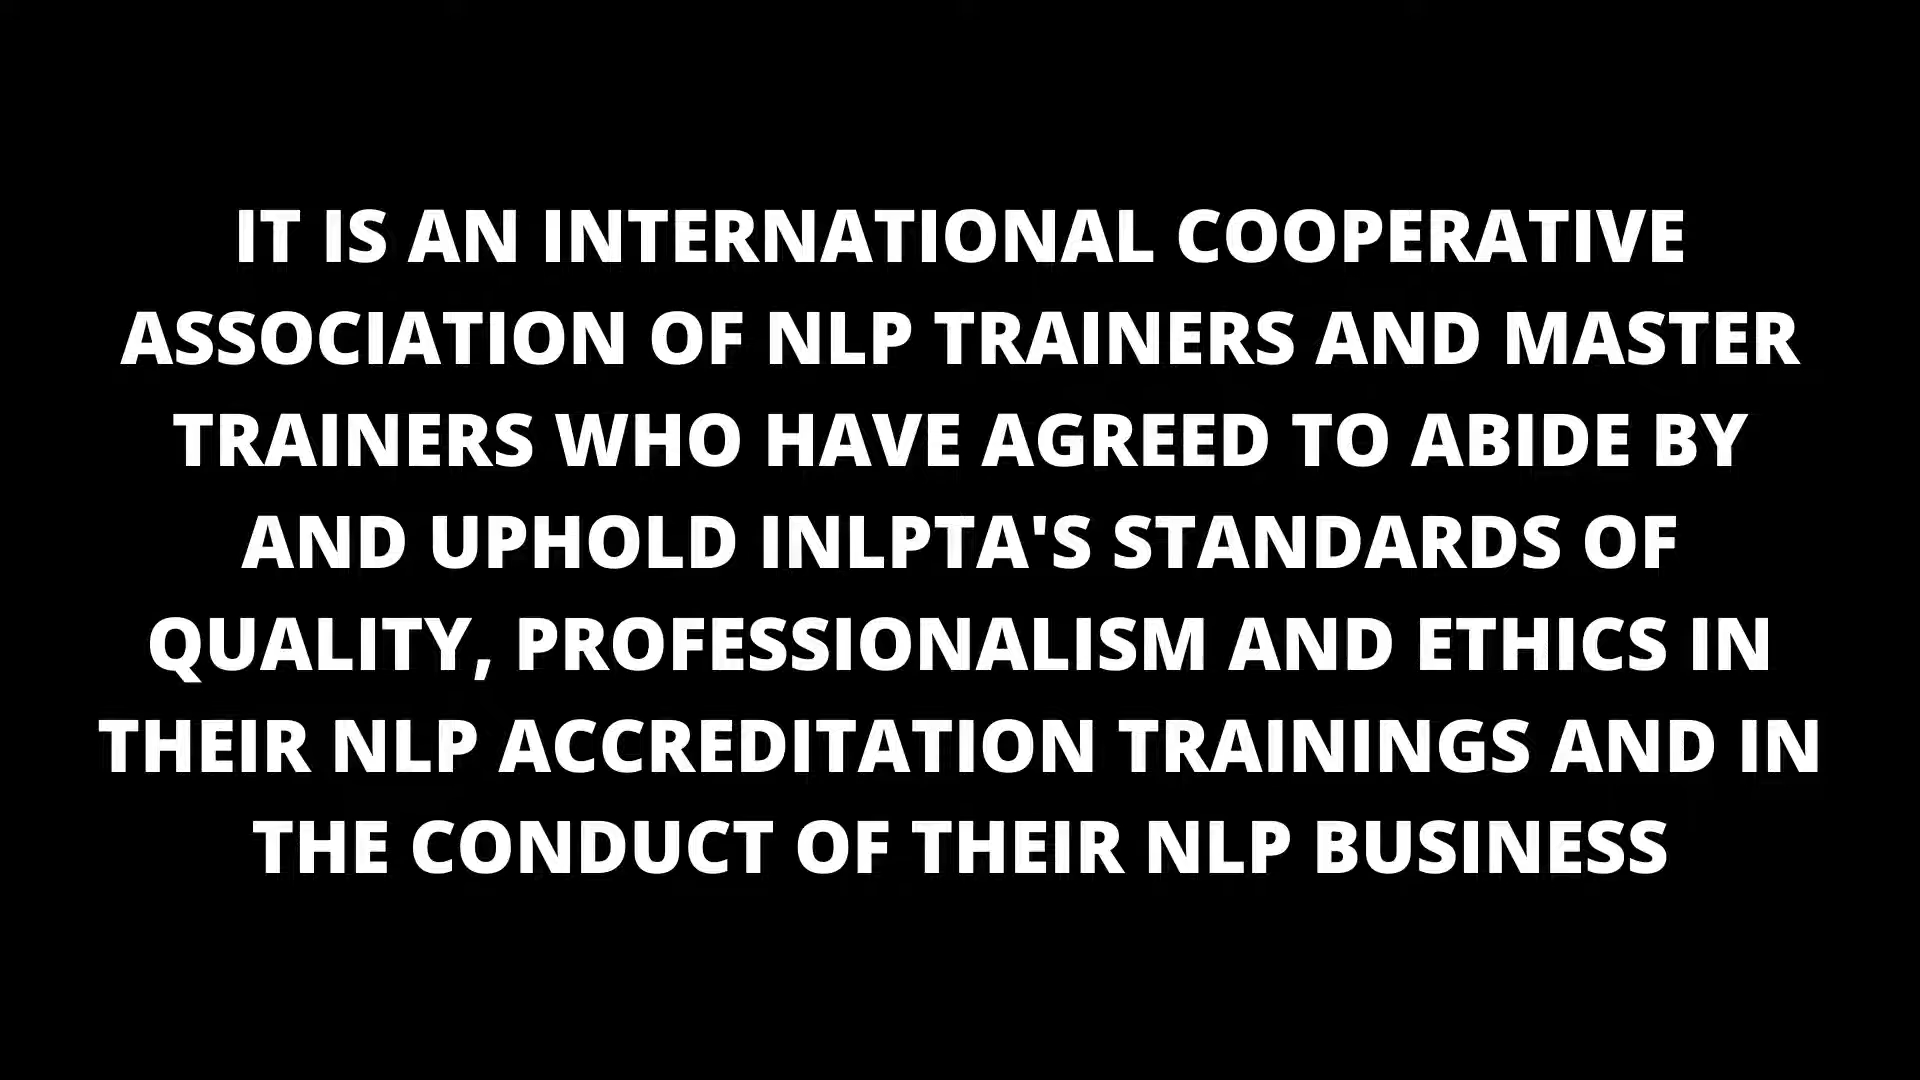 IT IS AN INTERNATIONAL COOPERATIVE
ASSOCIATION OF NLP TRAINERS AND MASTER
TRAINERS WHO HAVE AGREED TO ABIDE BY
AND UPHOLD INLPTA'S STANDARDS OF
QUALITY, PROFESSIONALISM AND ETHICS IN
THEIR NLP ACCREDITATION TRAININGS AND IN
THE CONDUCT OF THEIR NLP BUSINESS